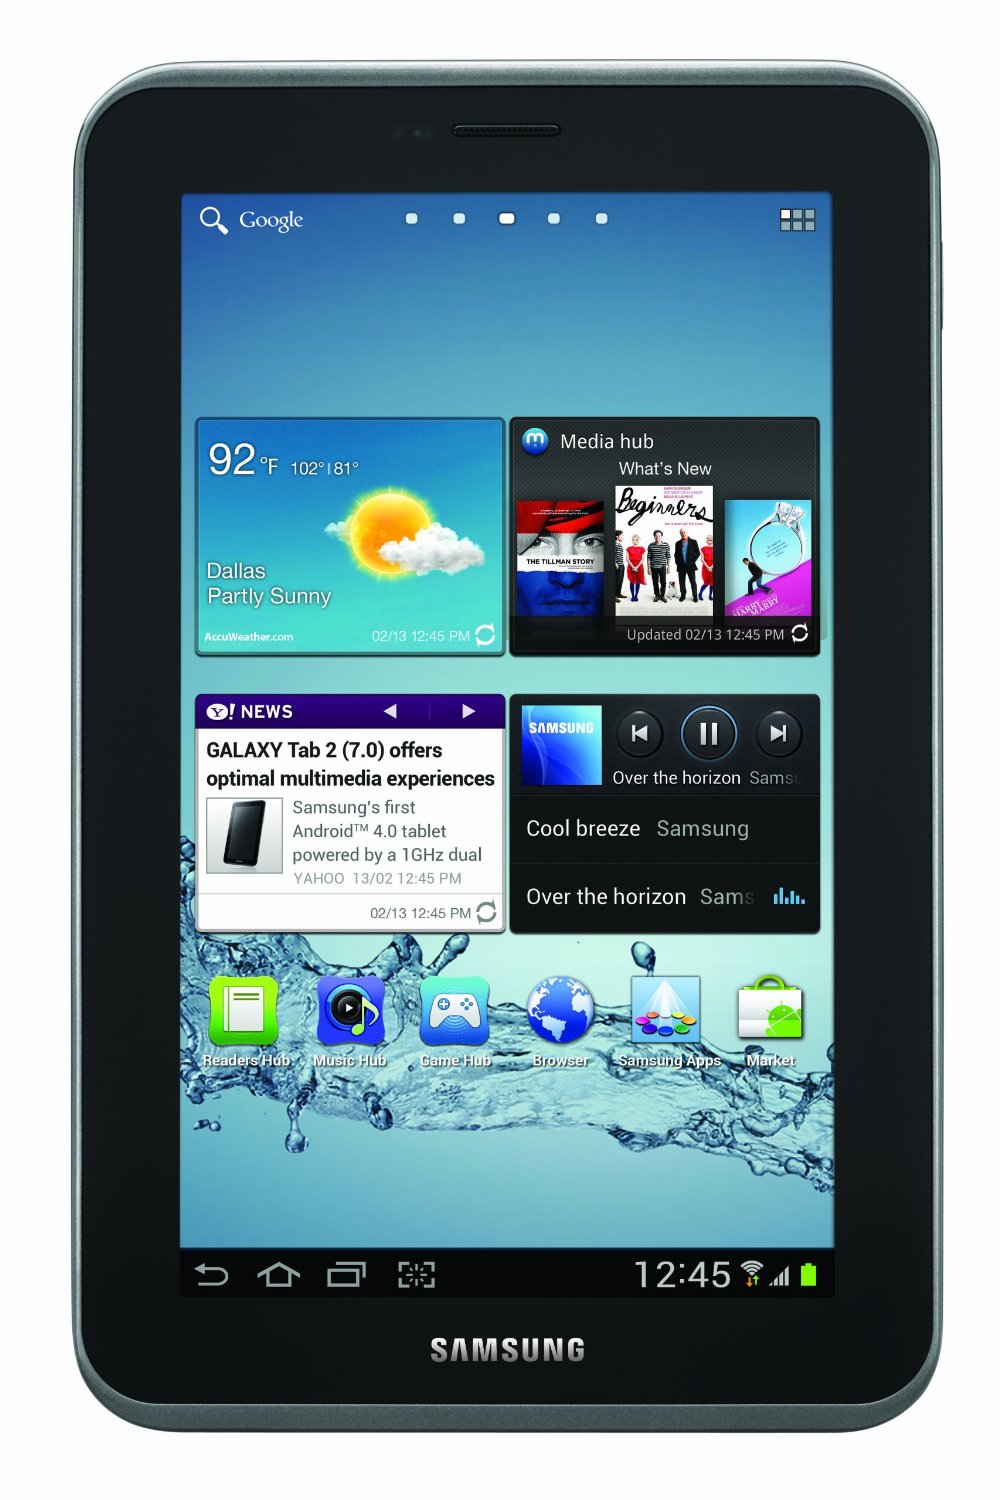 Google
92 °F 102°|81°
Dallas
Partly Sunny
AccuWeather.com 02/13 12:45 PM
m Media hub
What's New
THE TILLMAN STORY
Beginners
HARRY
MARRY
Updated 02/13 12:45 PM
Y! NEWS
GALAXY Tab 2 (7.0) offers
optimal multimedia experiences
Samsung's first
Android™ 4.0 tablet
powered by a 1GHz dual
YAHOO 13/02 12:45 PM
02/13 12:45 PM
SAMSUNG
Over the horizon Samsu
Cool breeze Samsung
Over the horizon Sams
Readers Hub Music Hub Game Hub Browser Samsung Apps Market
12:45
SAMSUNG